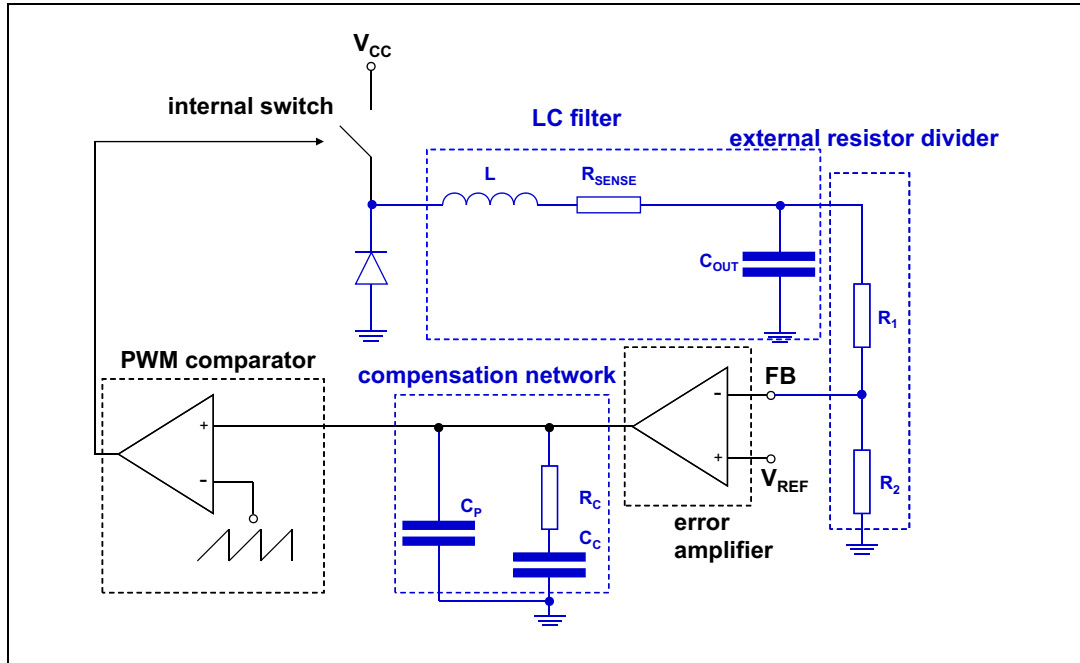 V_CC
internal switch
LC filter
external resistor divider
L
R_SENSE
C_OUT
R_1
PWM comparator
compensation network
FB
-
+
+
-
V_REF
R_2
C_P
R_C
C_C
error
amplifier